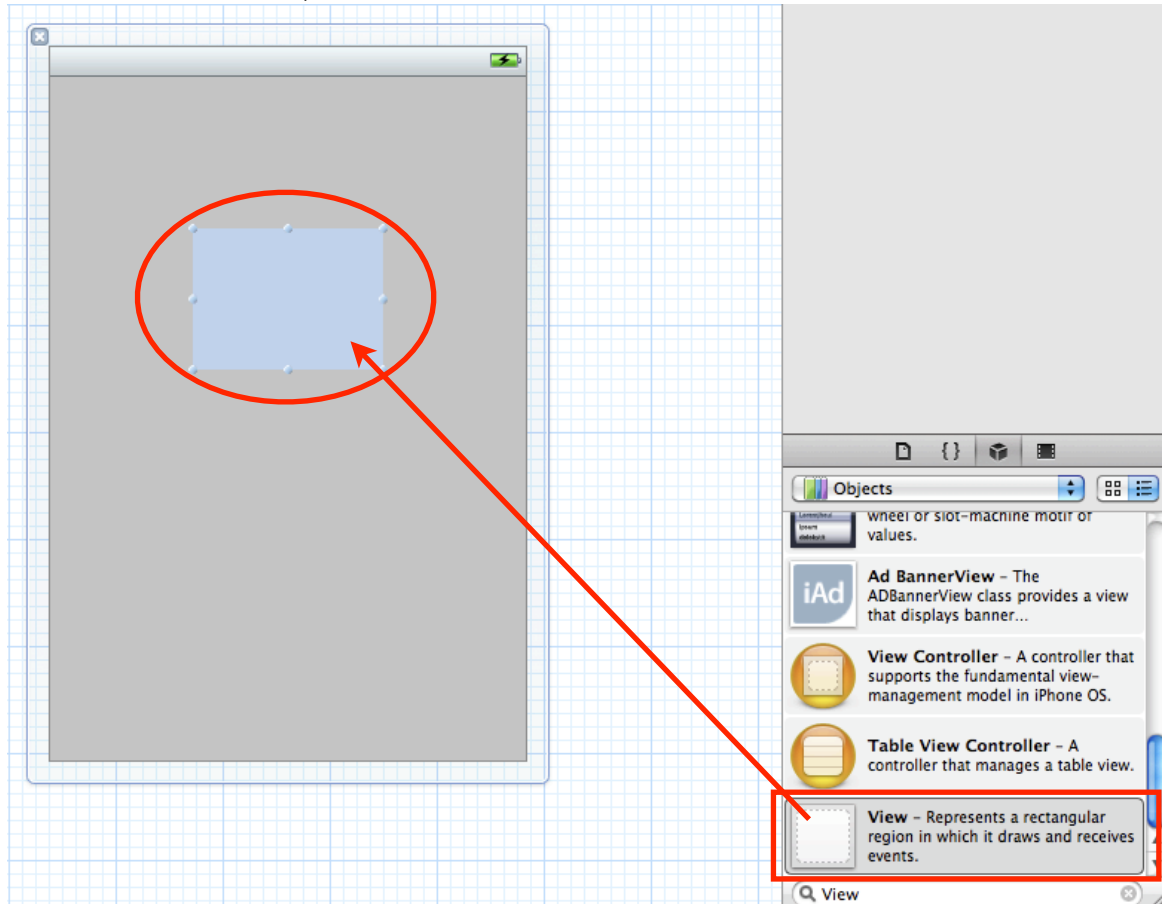 Objects
wheel or slot-machine motif of
values.
iAd
Ad BannerView – The
ADBannerView class provides a view
that displays banner...
View Controller – A controller that
supports the fundamental view-
management model in iPhone OS.
Table View Controller – A
controller that manages a table view.
View – Represents a rectangular
region in which it draws and receives
events.
View